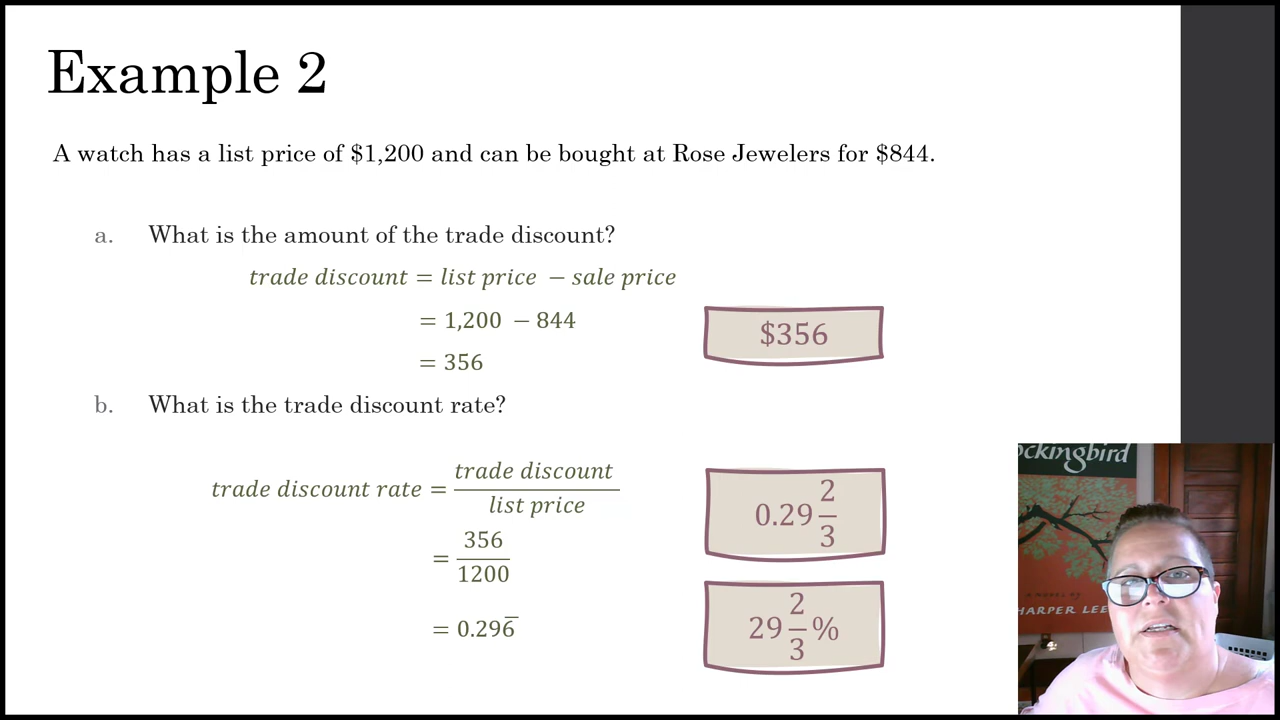 Example 2
A watch has a list price of $1,200 and can be bought at Rose Jewelers for $844.
a. What is the amount of the trade discount?
trade discount = list price − sale price
= 1,200 − 844
= 356
$356
b. What is the trade discount rate?
trade discount rate = trade discount / list price
= 356 / 1200
= 0.296̅
0.29 2/3
29 2/3 %
ockingbird
A NOVEL BY
HARPER LEE